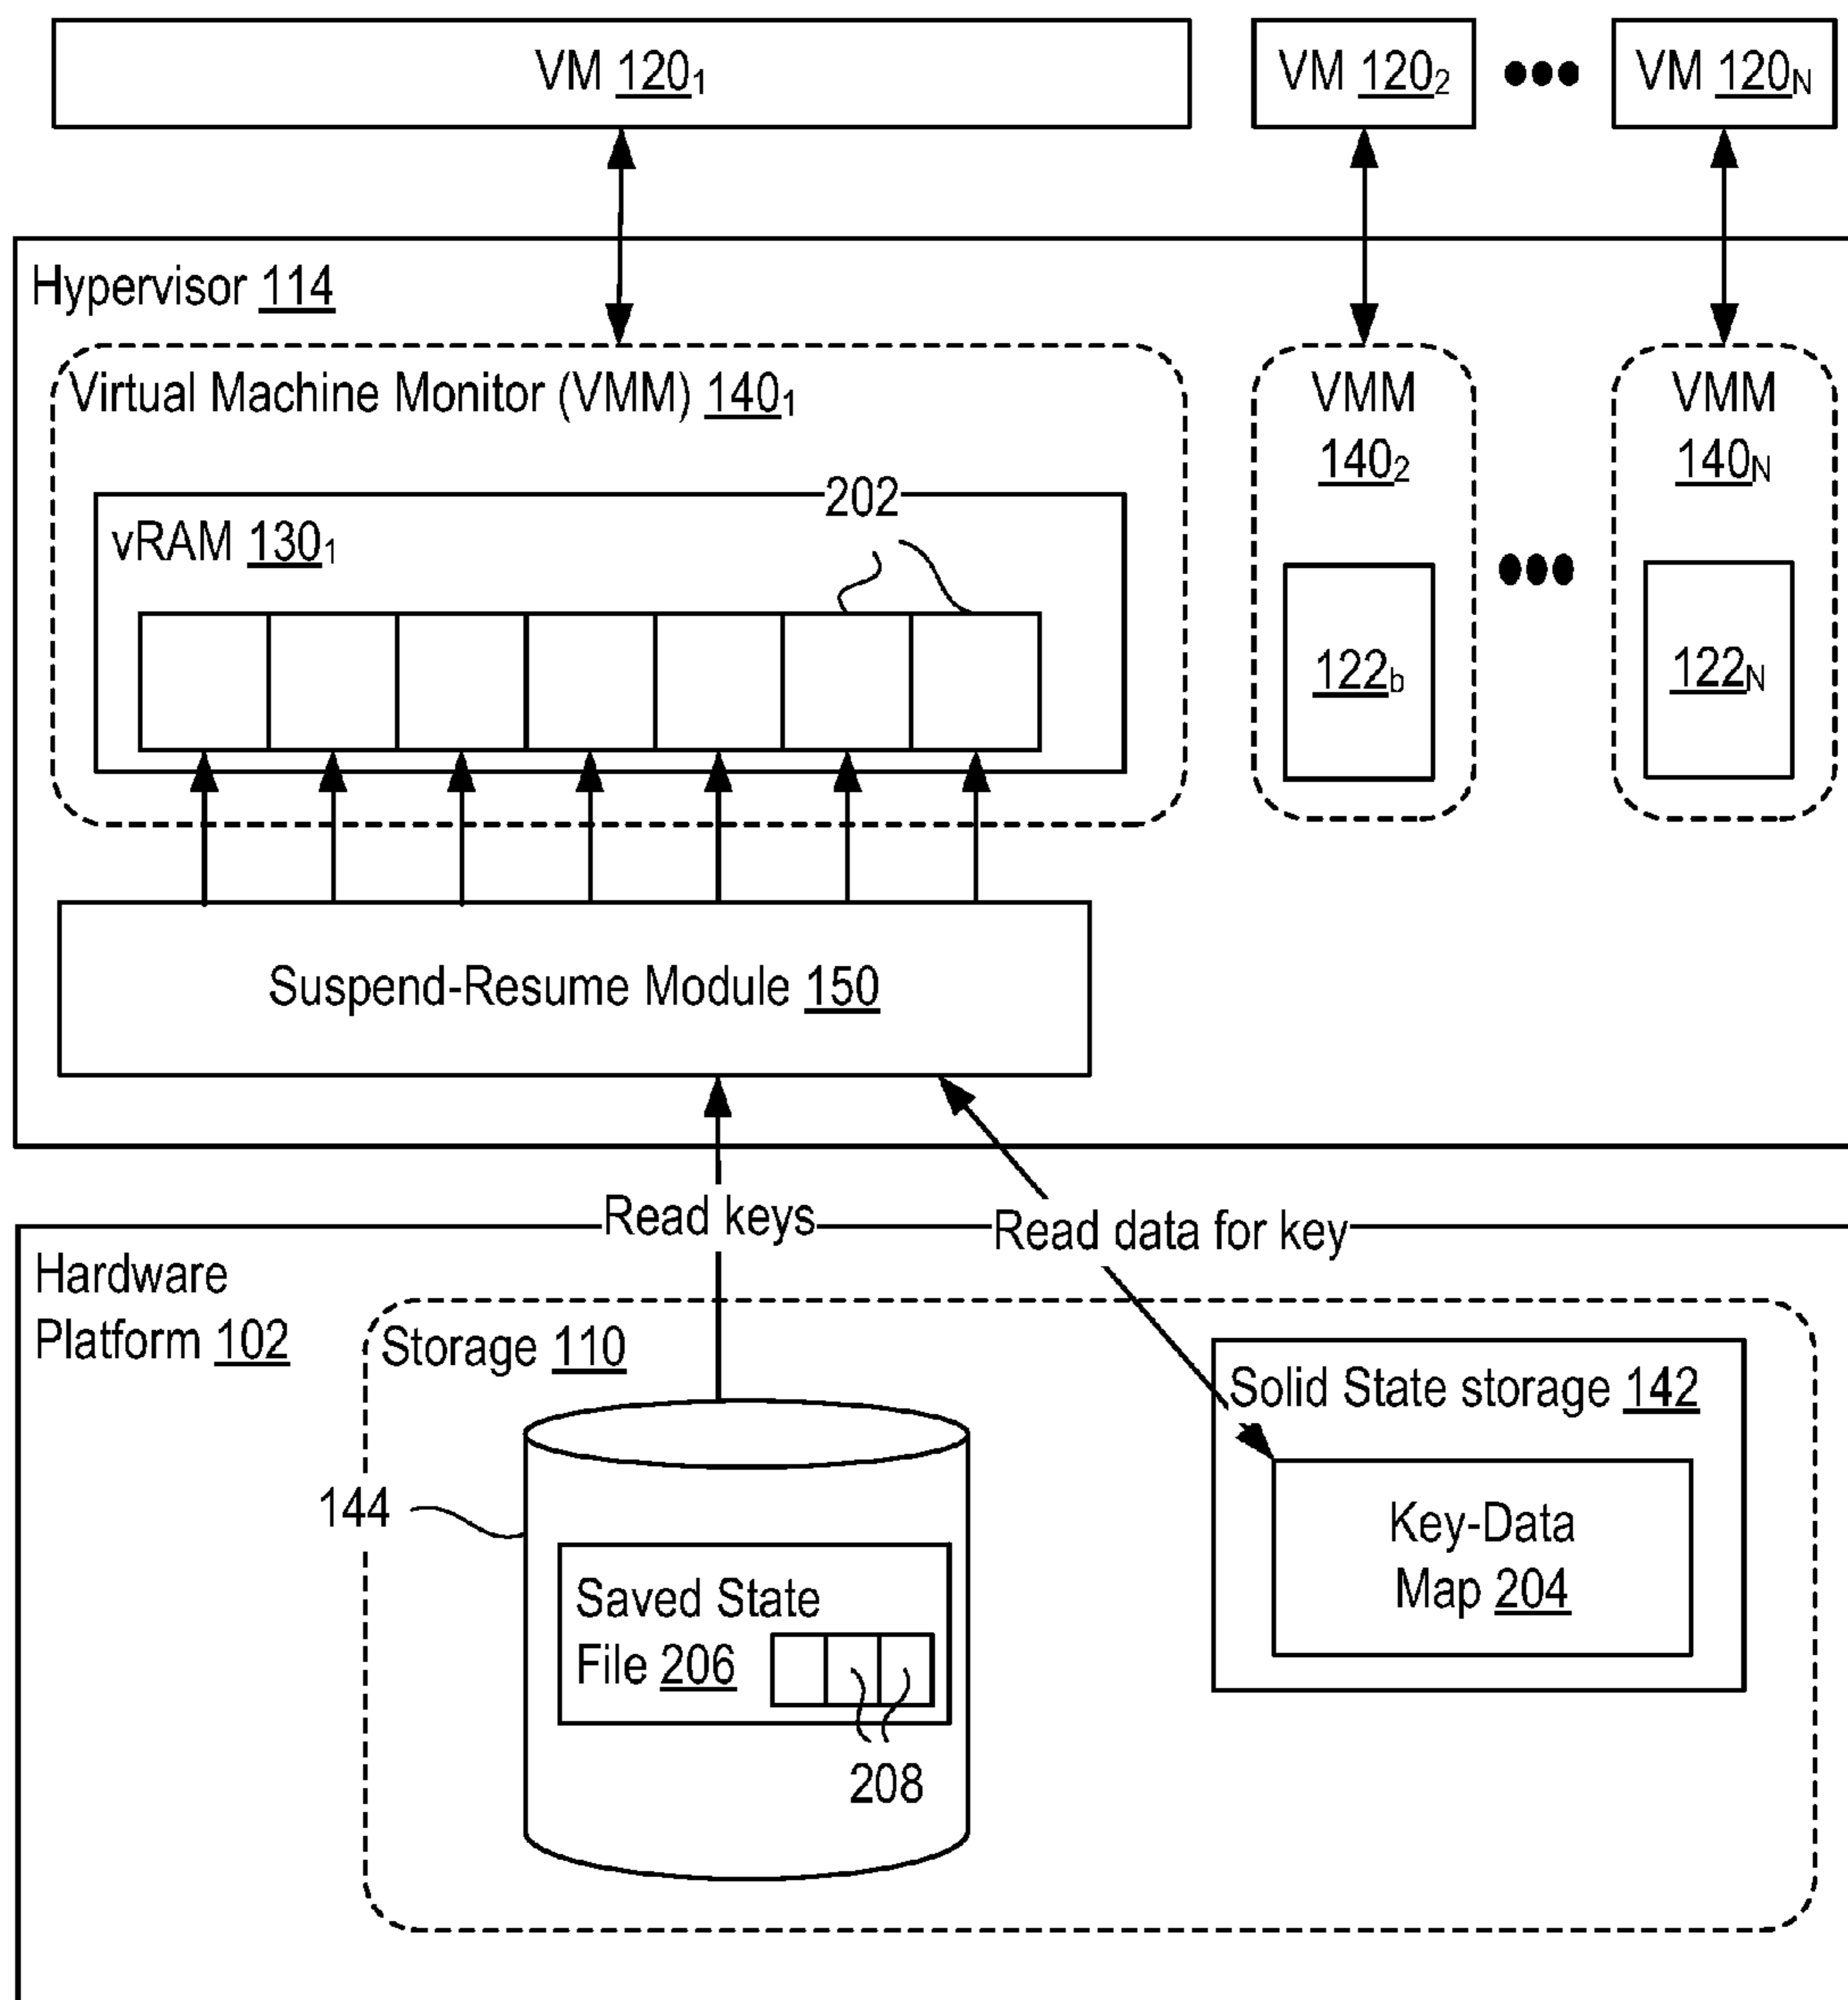 VM 120₁
VM 120₂
VM 120N
Hypervisor 114
Virtual Machine Monitor (VMM) 140₁
VMM
140₂
VMM
140N
202
vRAM 130₁
122b
122N
Suspend-Resume Module 150
Read keys
Read data for key
Hardware
Platform 102
Storage 110
Solid State storage 142
144
Key-Data
Map 204
Saved State
File 206
208